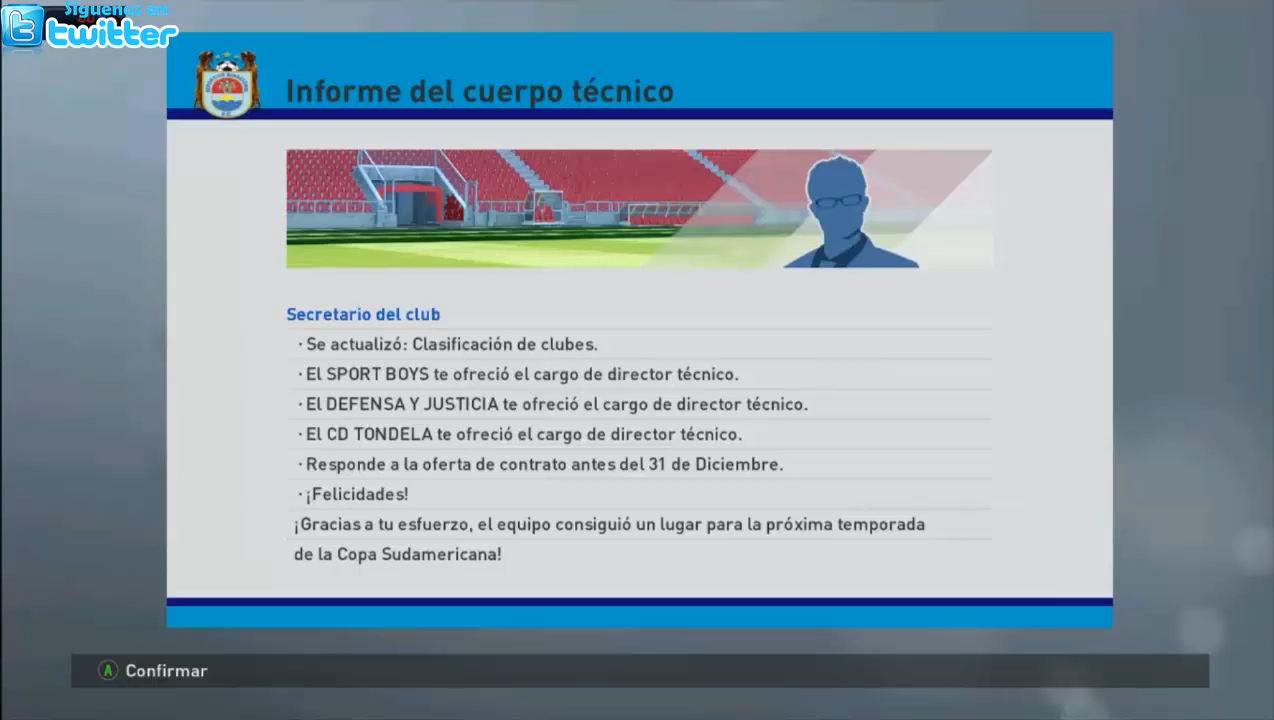 Síguenos en
twitter
Informe del cuerpo técnico
Secretario del club
· Se actualizó: Clasificación de clubes.
· El SPORT BOYS te ofreció el cargo de director técnico.
· El DEFENSA Y JUSTICIA te ofreció el cargo de director técnico.
· El CD TONDELA te ofreció el cargo de director técnico.
· Responde a la oferta de contrato antes del 31 de Diciembre.
· ¡Felicidades!
¡Gracias a tu esfuerzo, el equipo consiguió un lugar para la próxima temporada
de la Copa Sudamericana!
A Confirmar